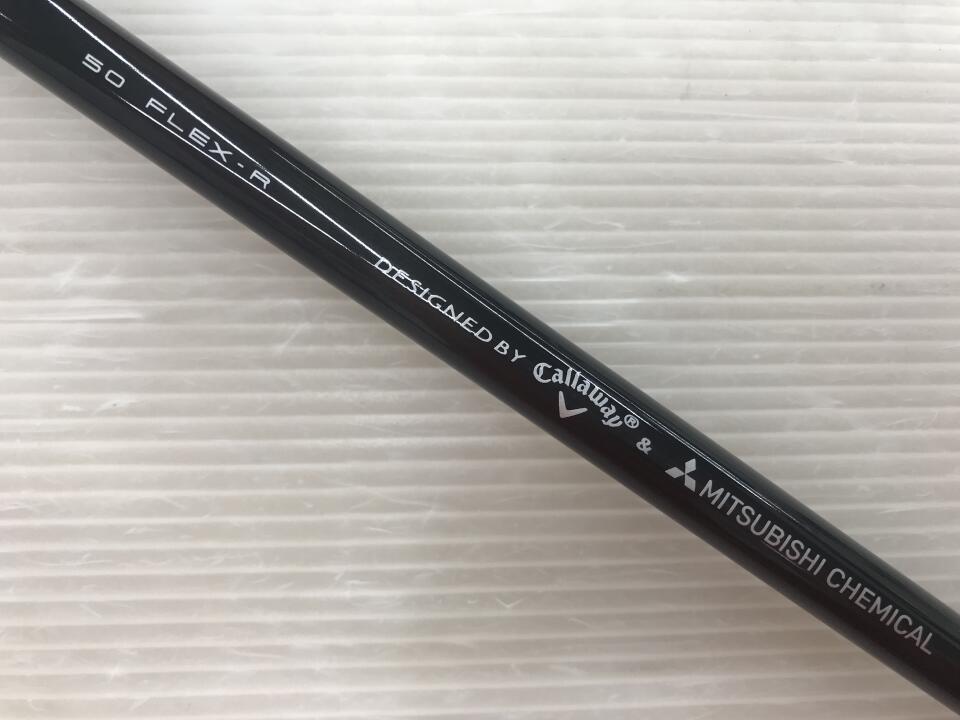 50 FLEX-R DESIGNED BY Callaway® & MITSUBISHI CHEMICAL